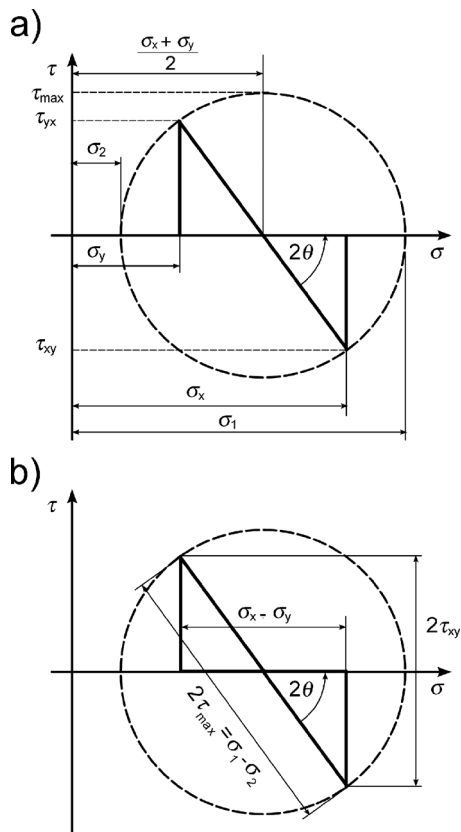 a)
σx + σy
2
τ
τmax
τyx
σ2
2θ
σ
σy
τxy
σx
σ1
b)
τ
σx - σy
2τxy
2θ
σ
2τmax = σ1-σ2